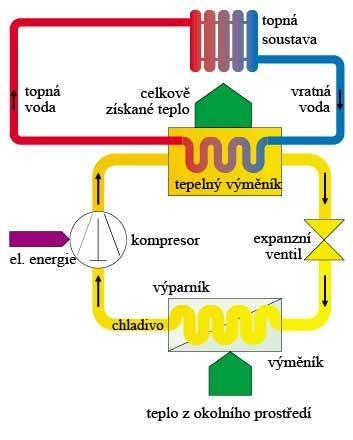 topná
soustava
topná
voda
celkově
získané teplo
vratná
voda
tepelný výměník
kompresor
el. energie
expanzní
ventil
výparník
chladivo
výměník
teplo z okolního prostředí